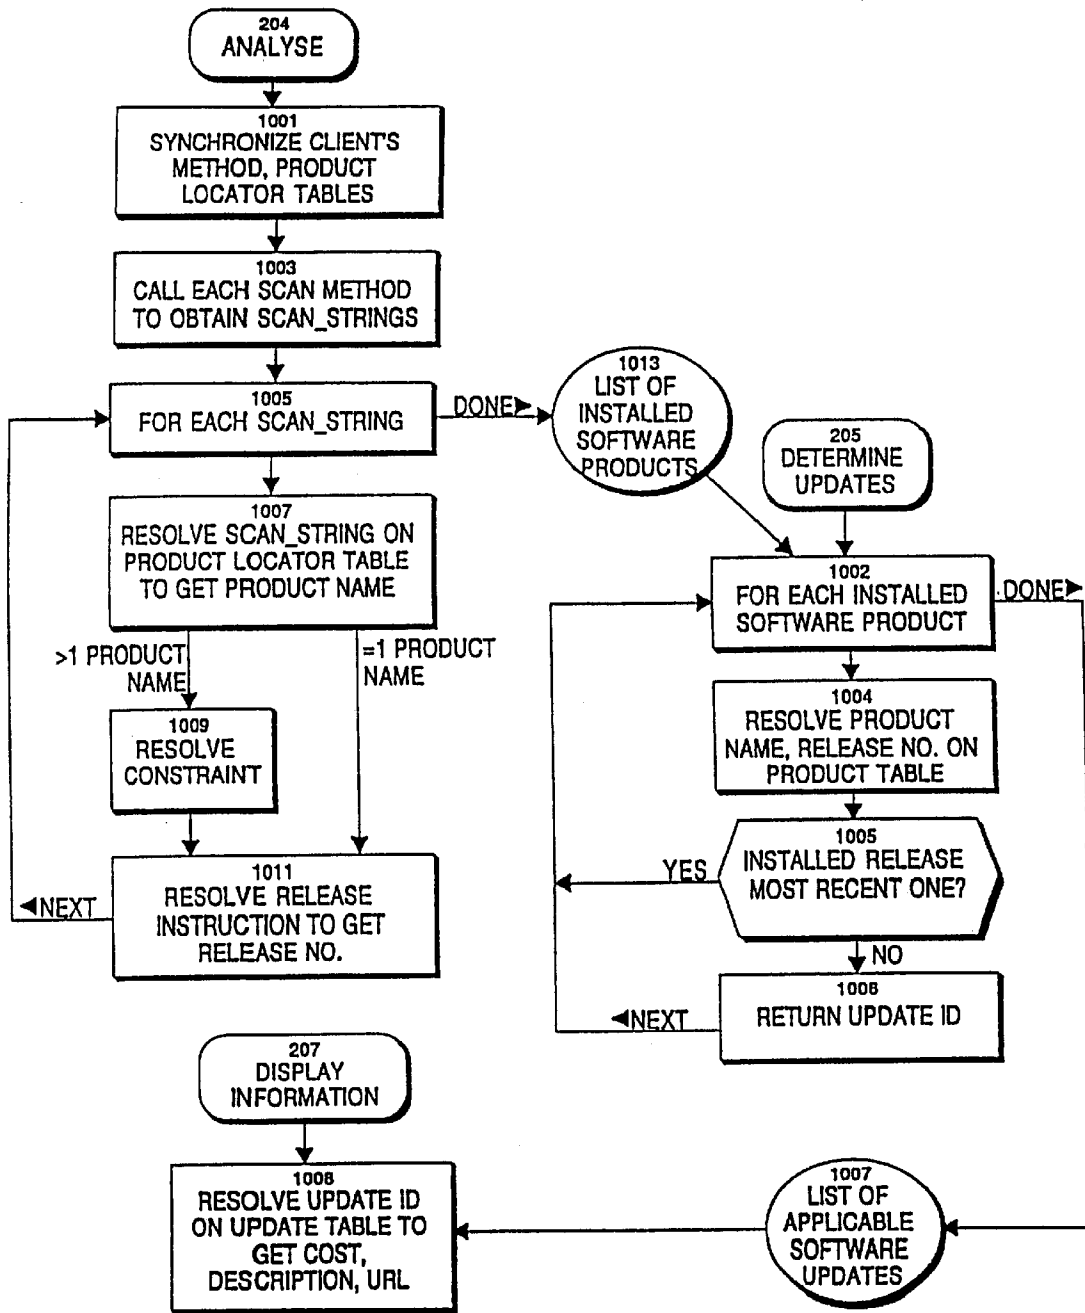 204
ANALYSE
1001
SYNCHRONIZE CLIENT'S
METHOD, PRODUCT
LOCATOR TABLES
1003
CALL EACH SCAN METHOD
TO OBTAIN SCAN_STRINGS
1005
FOR EACH SCAN_STRING
DONE
1013
LIST OF
INSTALLED
SOFTWARE
PRODUCTS
1007
RESOLVE SCAN_STRING ON
PRODUCT LOCATOR TABLE
TO GET PRODUCT NAME
>1 PRODUCT
NAME
=1 PRODUCT
NAME
1009
RESOLVE
CONSTRAINT
1011
RESOLVE RELEASE
INSTRUCTION TO GET
RELEASE NO.
NEXT
205
DETERMINE
UPDATES
1002
FOR EACH INSTALLED
SOFTWARE PRODUCT
DONE
1004
RESOLVE PRODUCT
NAME, RELEASE NO. ON
PRODUCT TABLE
1005
INSTALLED RELEASE
MOST RECENT ONE?
YES
NO
1006
RETURN UPDATE ID
NEXT
207
DISPLAY
INFORMATION
1008
RESOLVE UPDATE ID
ON UPDATE TABLE TO
GET COST,
DESCRIPTION, URL
1007
LIST OF
APPLICABLE
SOFTWARE
UPDATES